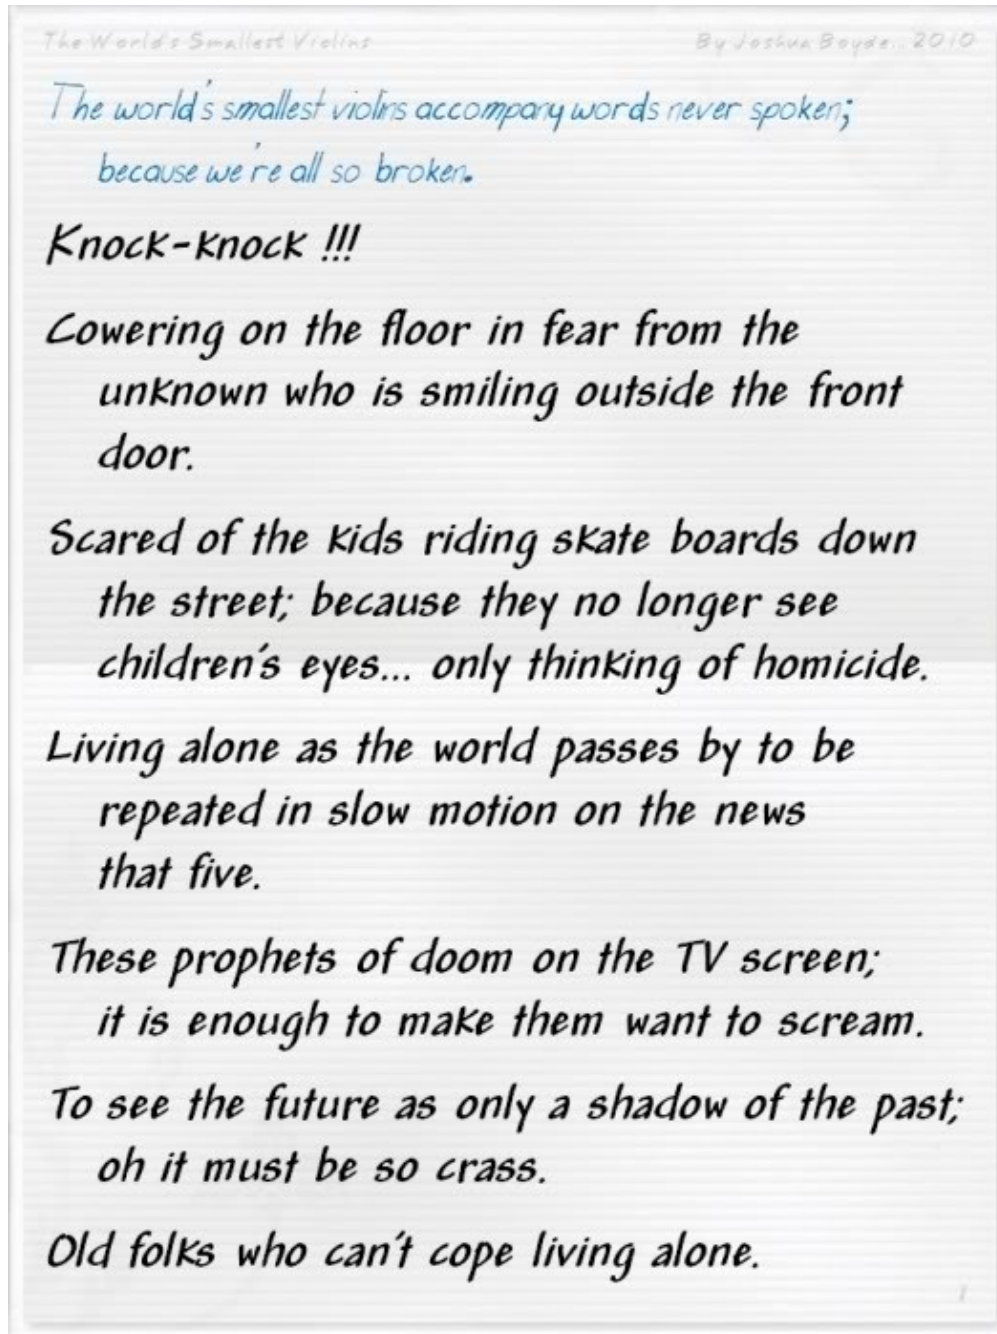 The World's Smallest Violins By Joshua Boyde.. 2010
The world's smallest violins accompany words never spoken;
because we're all so broken.
Knock-knock !!!
Cowering on the floor in fear from the
unknown who is smiling outside the front
door.
Scared of the kids riding skate boards down
the street; because they no longer see
children's eyes... only thinking of homicide.
Living alone as the world passes by to be
repeated in slow motion on the news
that five.
These prophets of doom on the TV screen;
it is enough to make them want to scream.
To see the future as only a shadow of the past;
oh it must be so crass.
Old folks who can't cope living alone.
1